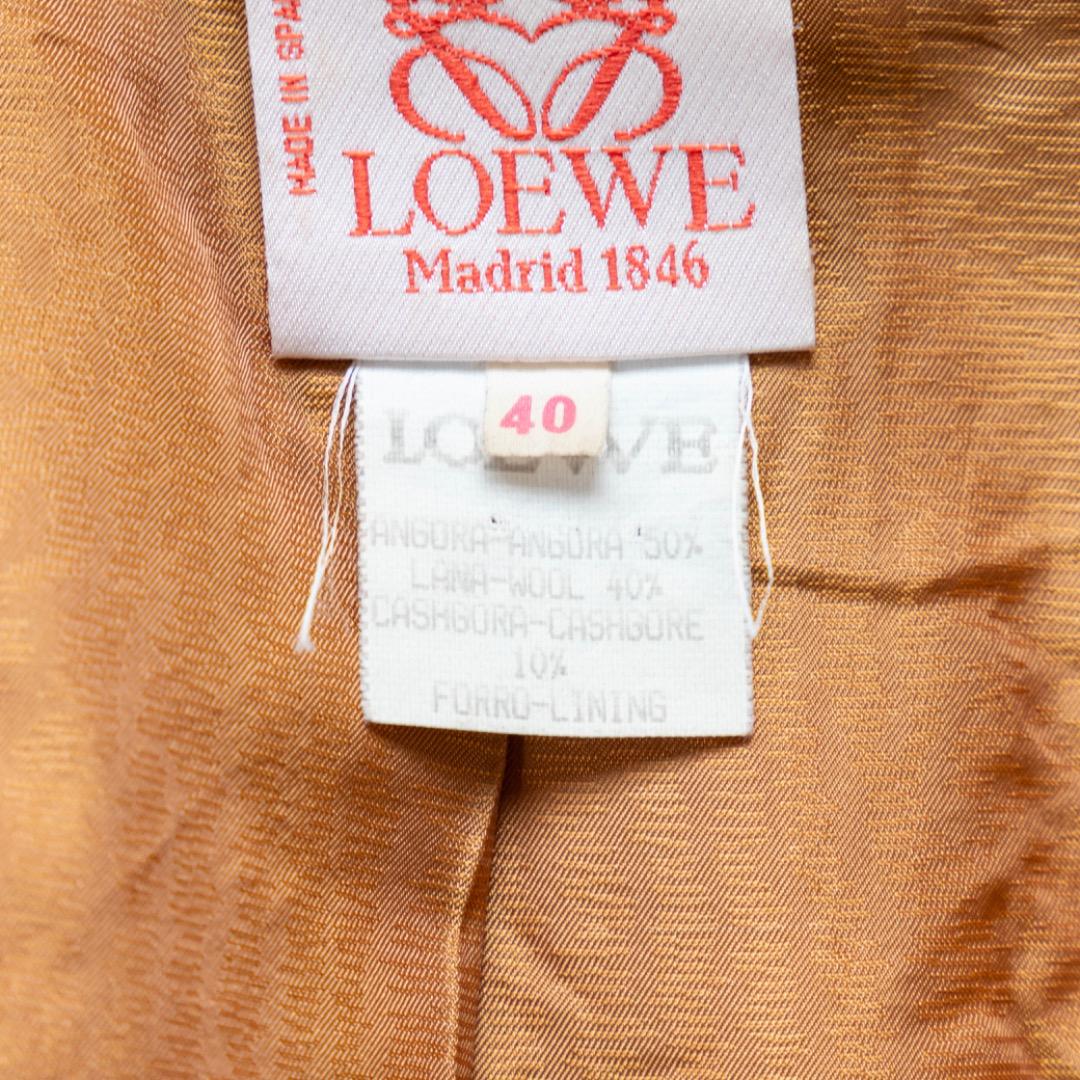 MADE IN SPA
LOEWE
Madrid 1846
40
LOEWE
ANGORA-ANGORA 50%
LANA-WOOL 40%
CASHGORA-CASHGORE
10%
FORRO-LINING